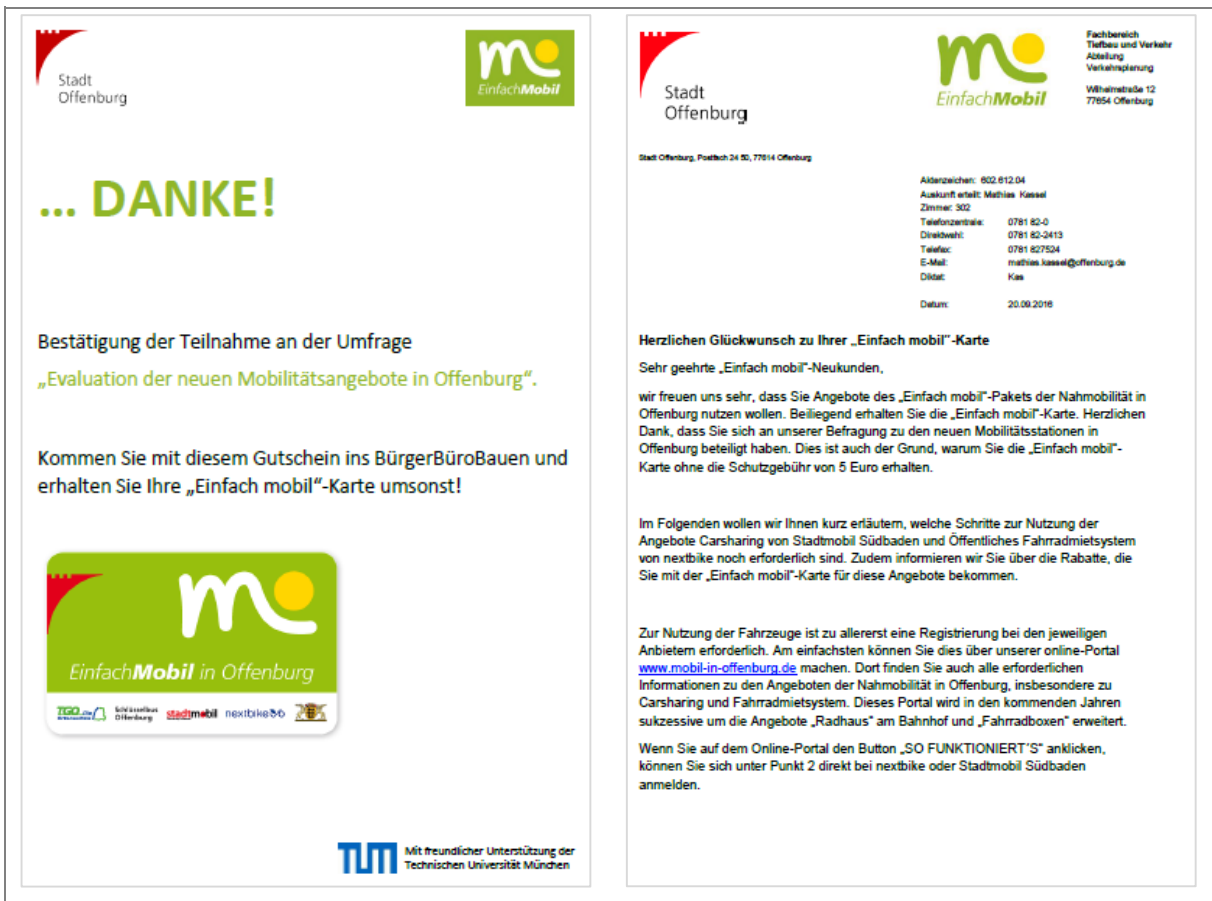 Stadt
Offenburg
EinfachMobil
... DANKE!
Bestätigung der Teilnahme an der Umfrage
„Evaluation der neuen Mobilitätsangebote in Offenburg“.
Kommen Sie mit diesem Gutschein ins BürgerBüroBauen und
erhalten Sie Ihre „Einfach mobil“-Karte umsonst!
EinfachMobil in Offenburg
TGO
Schlüsselbus
Offenburg
stadtmobil
nextbike
TUM
Mit freundlicher Unterstützung der
Technischen Universität München
Stadt
Offenburg
EinfachMobil
Fachbereich
Tiefbau und Verkehr
Abteilung
Verkehrsplanung
Wilhelmstraße 12
77654 Offenburg
Stadt Offenburg, Postfach 24 50, 77614 Offenburg
Aktenzeichen: 602.612.04
Auskunft erteilt: Mathias Kassel
Zimmer: 302
Telefonzentrale: 0781 82-0
Direktwahl: 0781 82-2413
Telefax: 0781 827524
E-Mail: mathias.kassel@offenburg.de
Diktat: Kas
Datum: 20.09.2016
Herzlichen Glückwunsch zu Ihrer „Einfach mobil“-Karte
Sehr geehrte „Einfach mobil“-Neukunden,
wir freuen uns sehr, dass Sie Angebote des „Einfach mobil“-Pakets der Nahmobilität in
Offenburg nutzen wollen. Beiliegend erhalten Sie die „Einfach mobil“-Karte. Herzlichen
Dank, dass Sie sich an unserer Befragung zu den neuen Mobilitätsstationen in
Offenburg beteiligt haben. Dies ist auch der Grund, warum Sie die „Einfach mobil“-
Karte ohne die Schutzgebühr von 5 Euro erhalten.
Im Folgenden wollen wir Ihnen kurz erläutern, welche Schritte zur Nutzung der
Angebote Carsharing von Stadtmobil Südbaden und Öffentliches Fahrradmietsystem
von nextbike noch erforderlich sind. Zudem informieren wir Sie über die Rabatte, die
Sie mit der „Einfach mobil“-Karte für diese Angebote bekommen.
Zur Nutzung der Fahrzeuge ist zu allererst eine Registrierung bei den jeweiligen
Anbietern erforderlich. Am einfachsten können Sie dies über unserer online-Portal
www.mobil-in-offenburg.de machen. Dort finden Sie auch alle erforderlichen
Informationen zu den Angeboten der Nahmobilität in Offenburg, insbesondere zu
Carsharing und Fahrradmietsystem. Dieses Portal wird in den kommenden Jahren
sukzessive um die Angebote „Radhaus“ am Bahnhof und „Fahrradboxen“ erweitert.
Wenn Sie auf dem Online-Portal den Button „SO FUNKTIONIERT´S“ anklicken,
können Sie sich unter Punkt 2 direkt bei nextbike oder Stadtmobil Südbaden
anmelden.